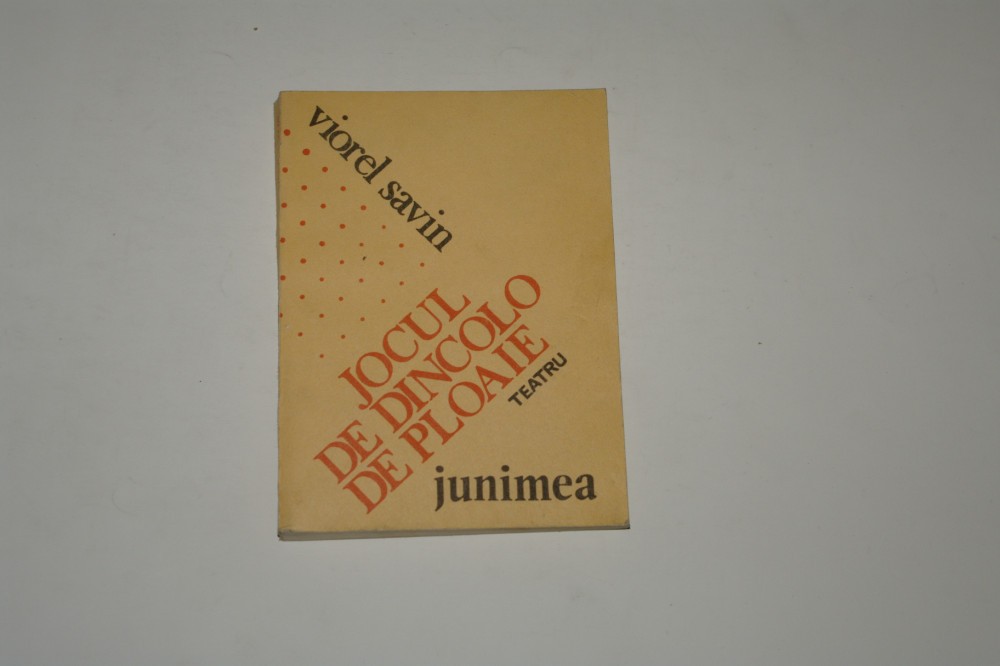 viorel savin
JOCUL
DE DINCOLO
DE PLOAIE
TEATRU
junimea